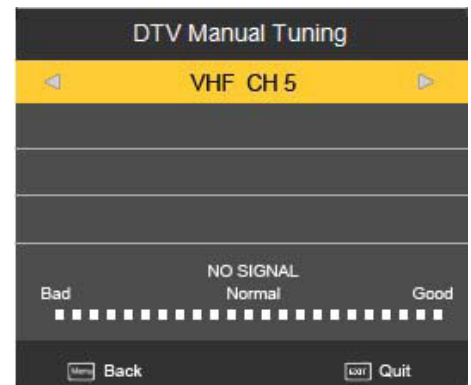 DTV Manual Tuning
VHF CH 5
NO SIGNAL
Bad Normal Good
Menu Back EXIT Quit